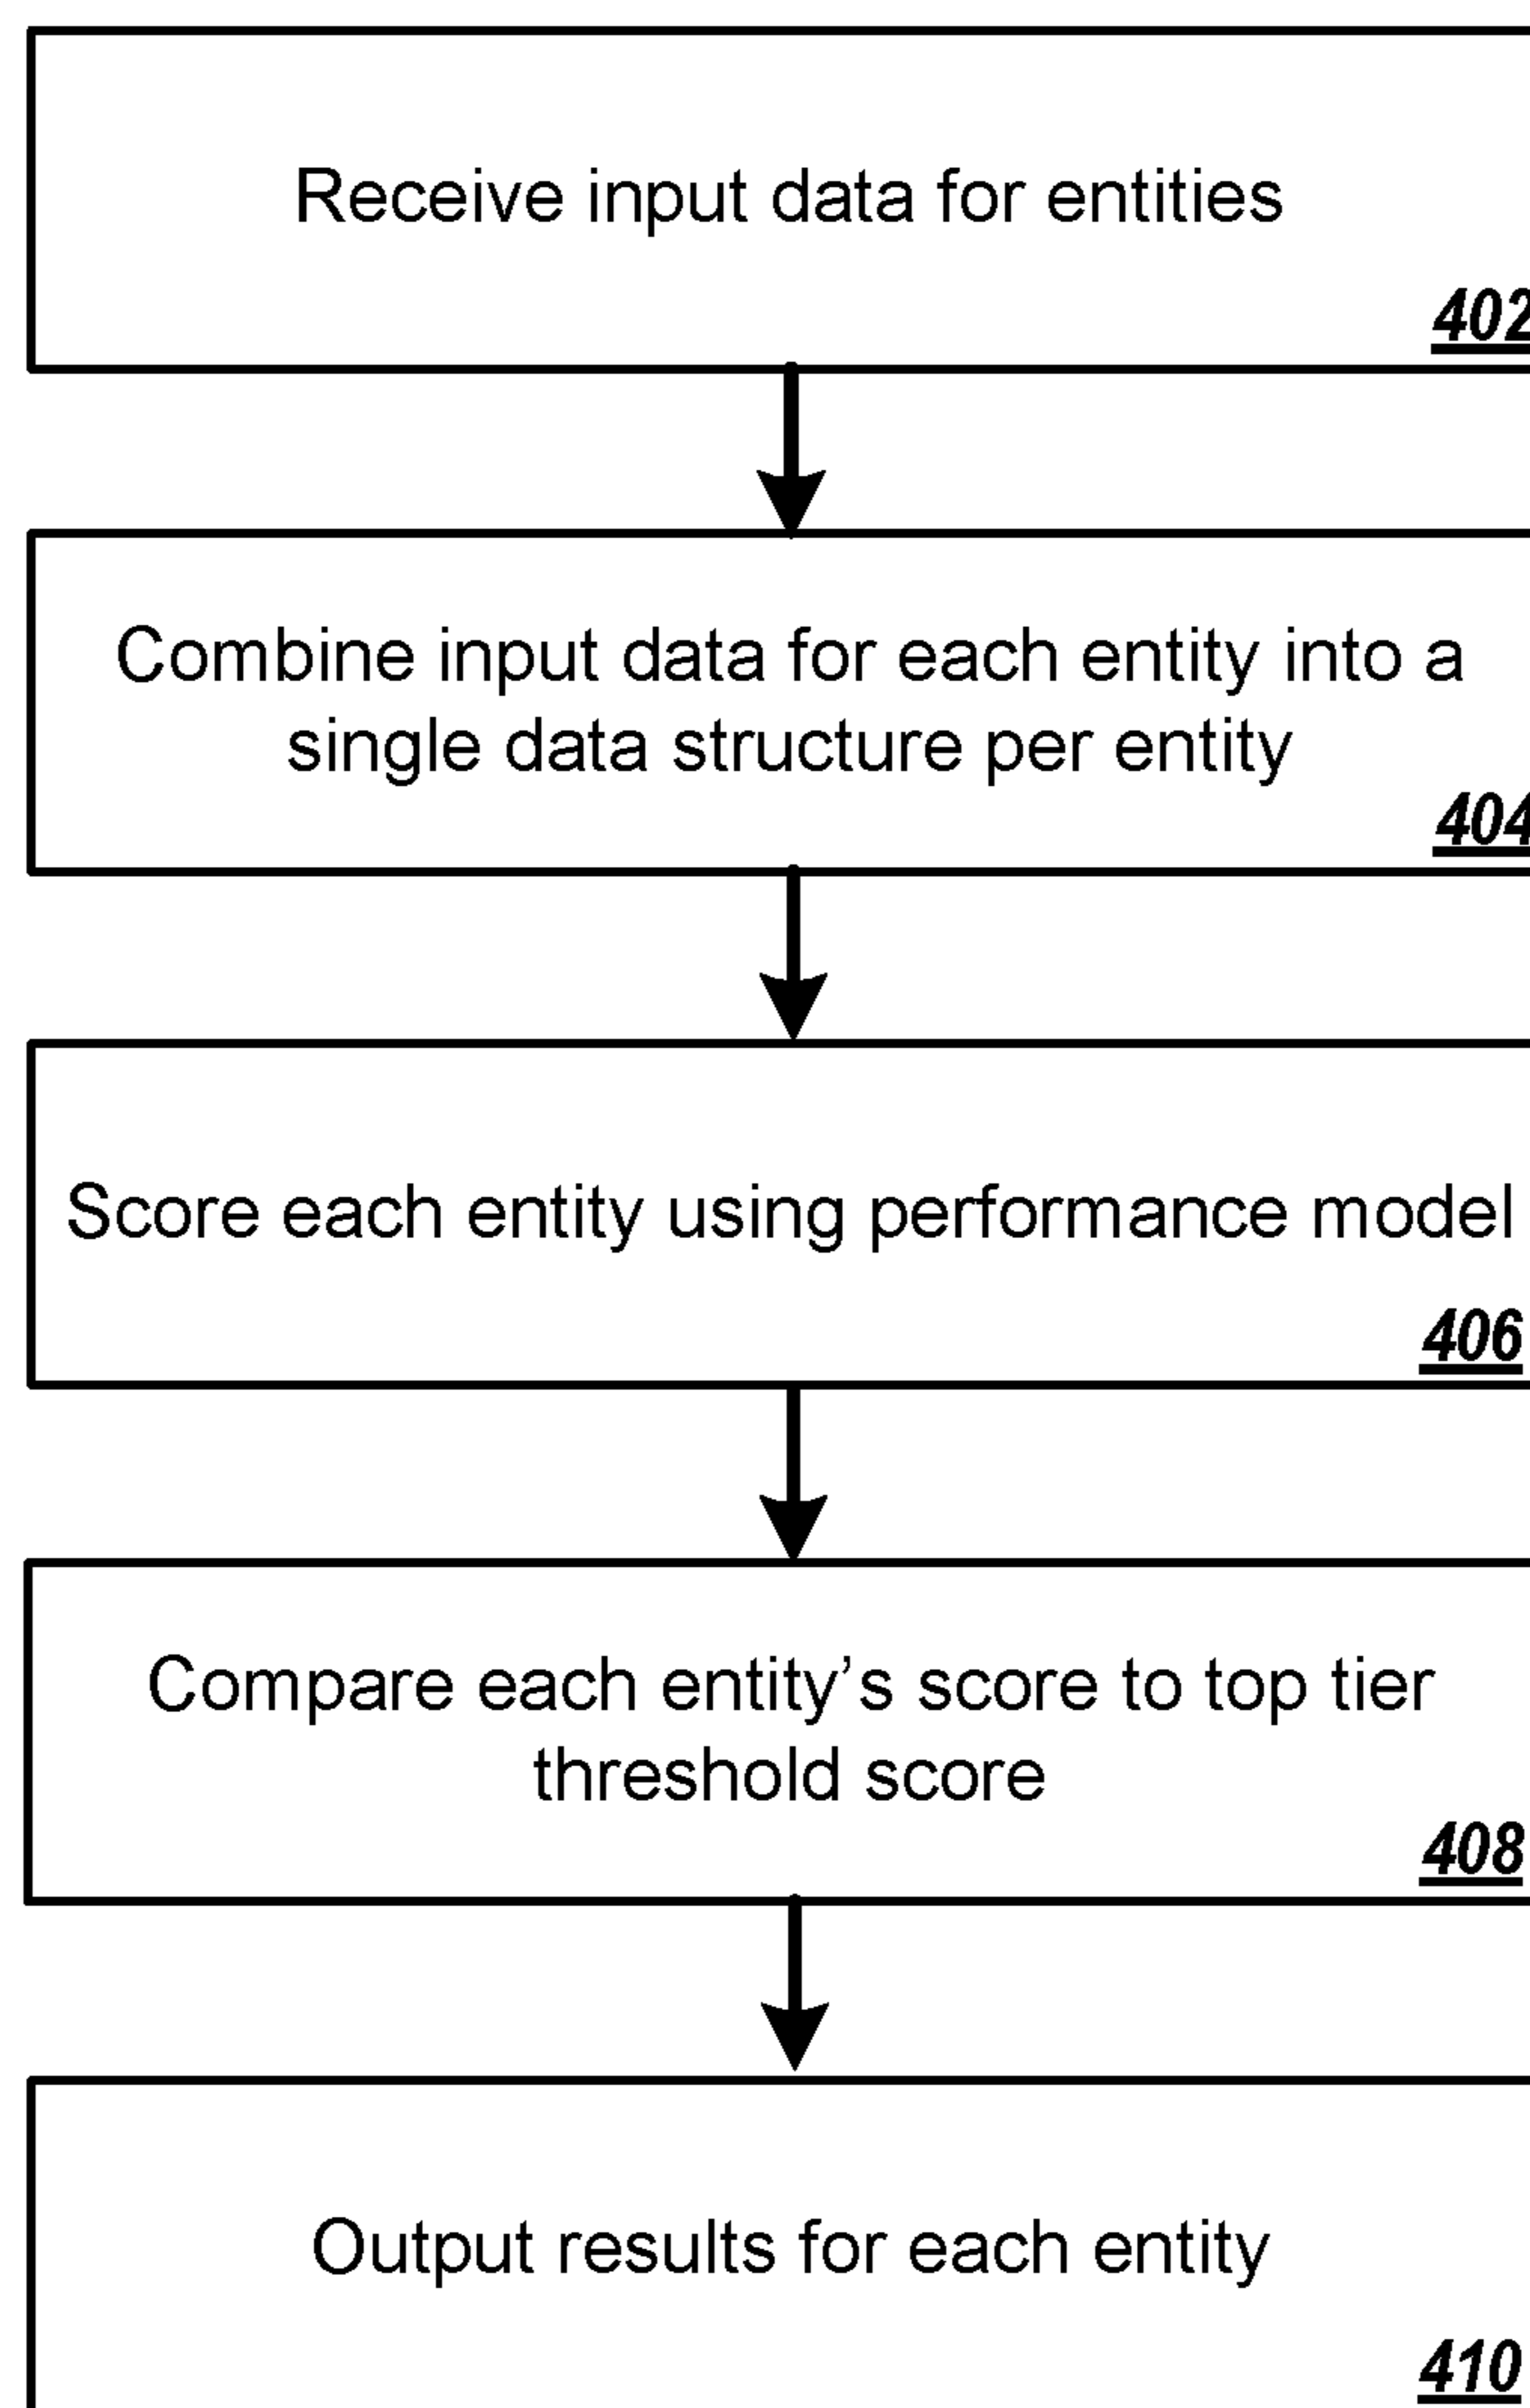 Receive input data for entities
402
Combine input data for each entity into a
single data structure per entity
404
Score each entity using performance model
406
Compare each entity’s score to top tier
threshold score
408
Output results for each entity
410